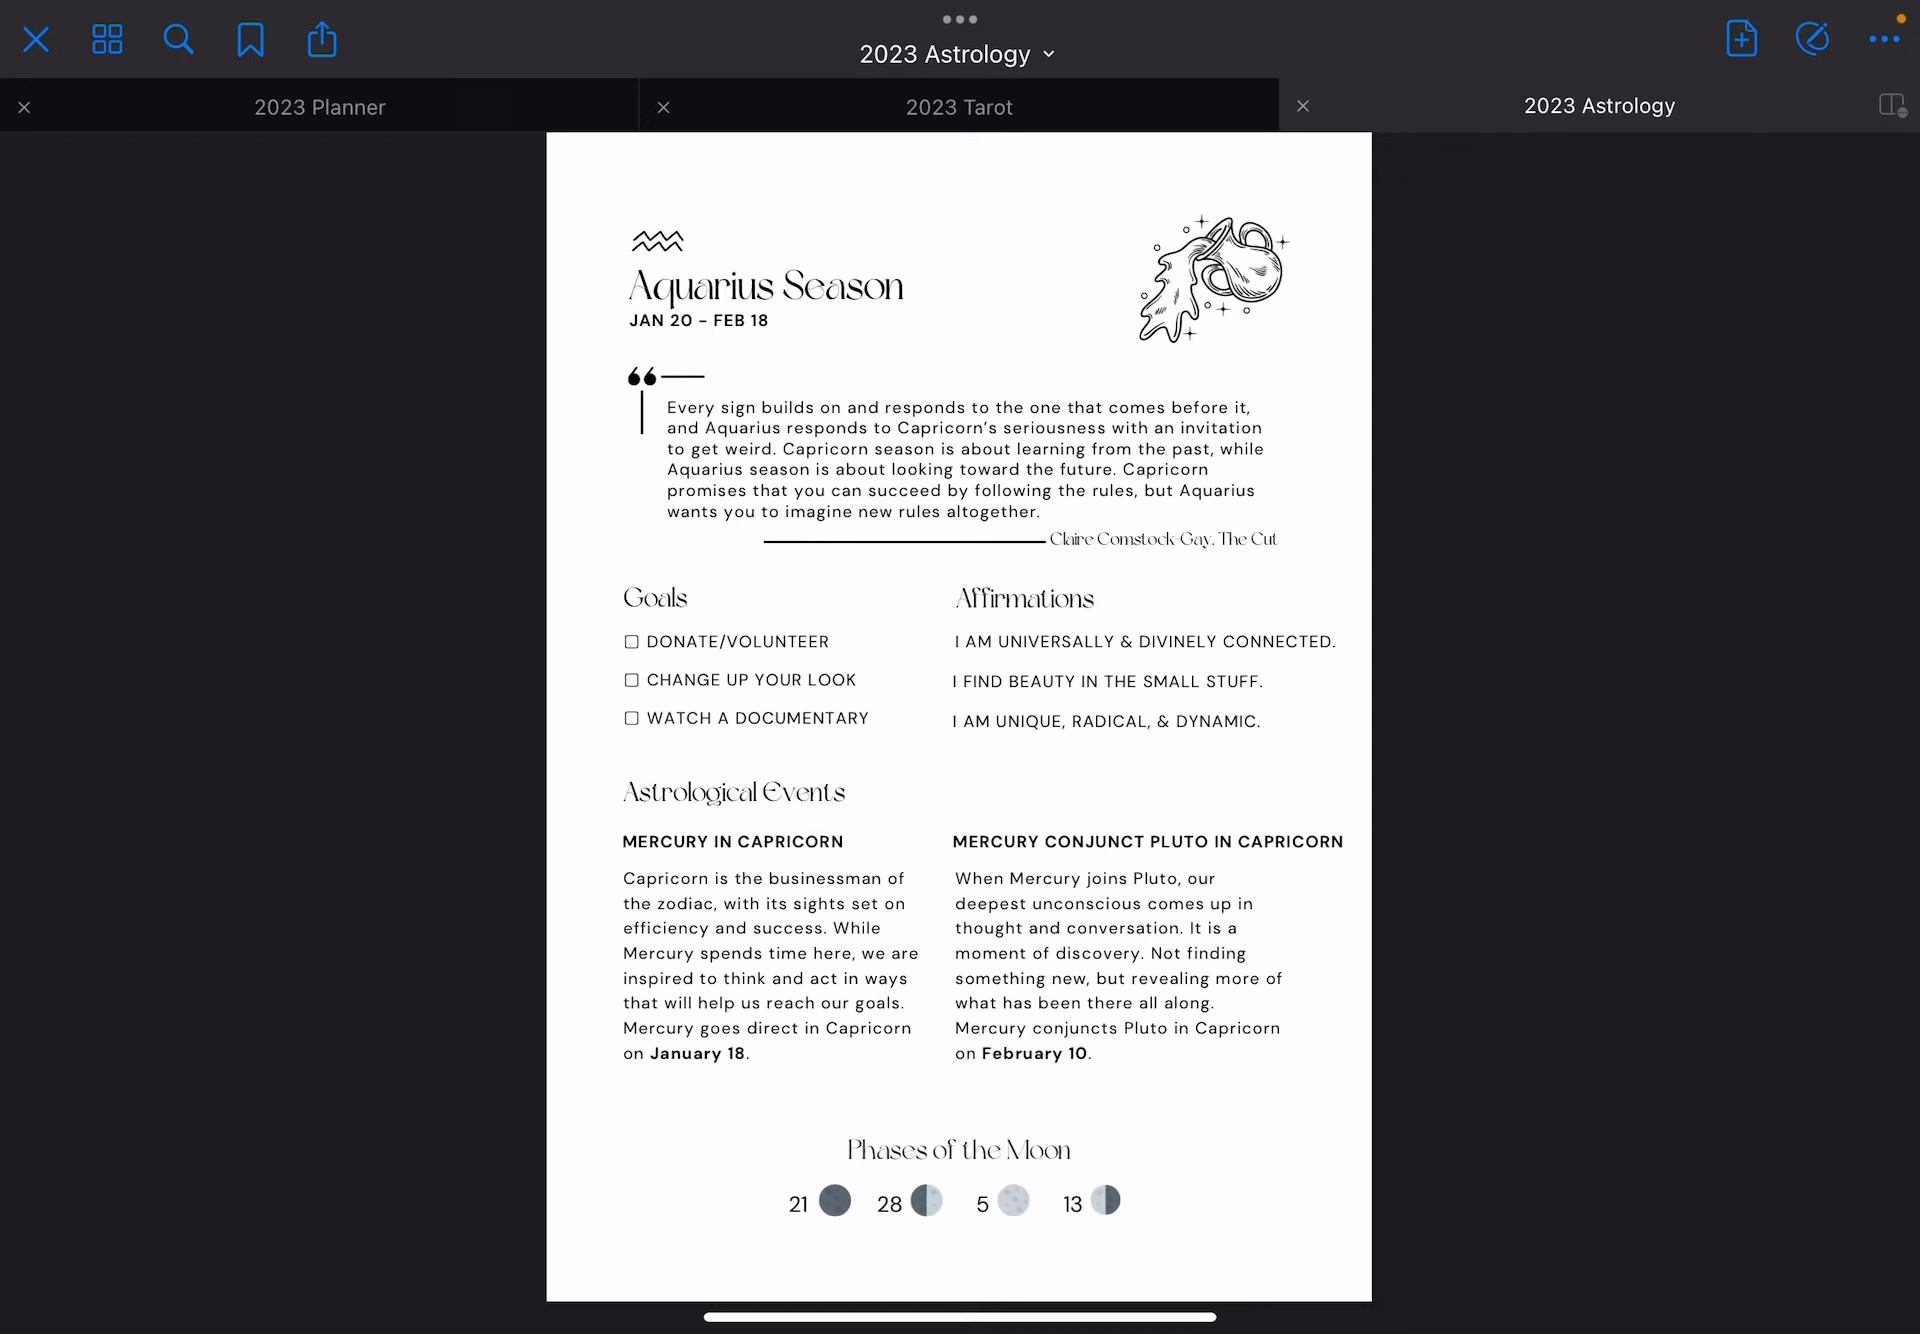 2023 Astrology
2023 Planner
2023 Tarot
2023 Astrology
Aquarius Season
JAN 20 – FEB 18
Every sign builds on and responds to the one that comes before it,
and Aquarius responds to Capricorn's seriousness with an invitation
to get weird. Capricorn season is about learning from the past, while
Aquarius season is about looking toward the future. Capricorn
promises that you can succeed by following the rules, but Aquarius
wants you to imagine new rules altogether.
Claire Comstock-Gay, The Cut
Goals
DONATE/VOLUNTEER
CHANGE UP YOUR LOOK
WATCH A DOCUMENTARY
Affirmations
I AM UNIVERSALLY & DIVINELY CONNECTED.
I FIND BEAUTY IN THE SMALL STUFF.
I AM UNIQUE, RADICAL, & DYNAMIC.
Astrological Events
MERCURY IN CAPRICORN
Capricorn is the businessman of
the zodiac, with its sights set on
efficiency and success. While
Mercury spends time here, we are
inspired to think and act in ways
that will help us reach our goals.
Mercury goes direct in Capricorn
on January 18.
MERCURY CONJUNCT PLUTO IN CAPRICORN
When Mercury joins Pluto, our
deepest unconscious comes up in
thought and conversation. It is a
moment of discovery. Not finding
something new, but revealing more of
what has been there all along.
Mercury conjuncts Pluto in Capricorn
on February 10.
Phases of the Moon
21 28 5 13